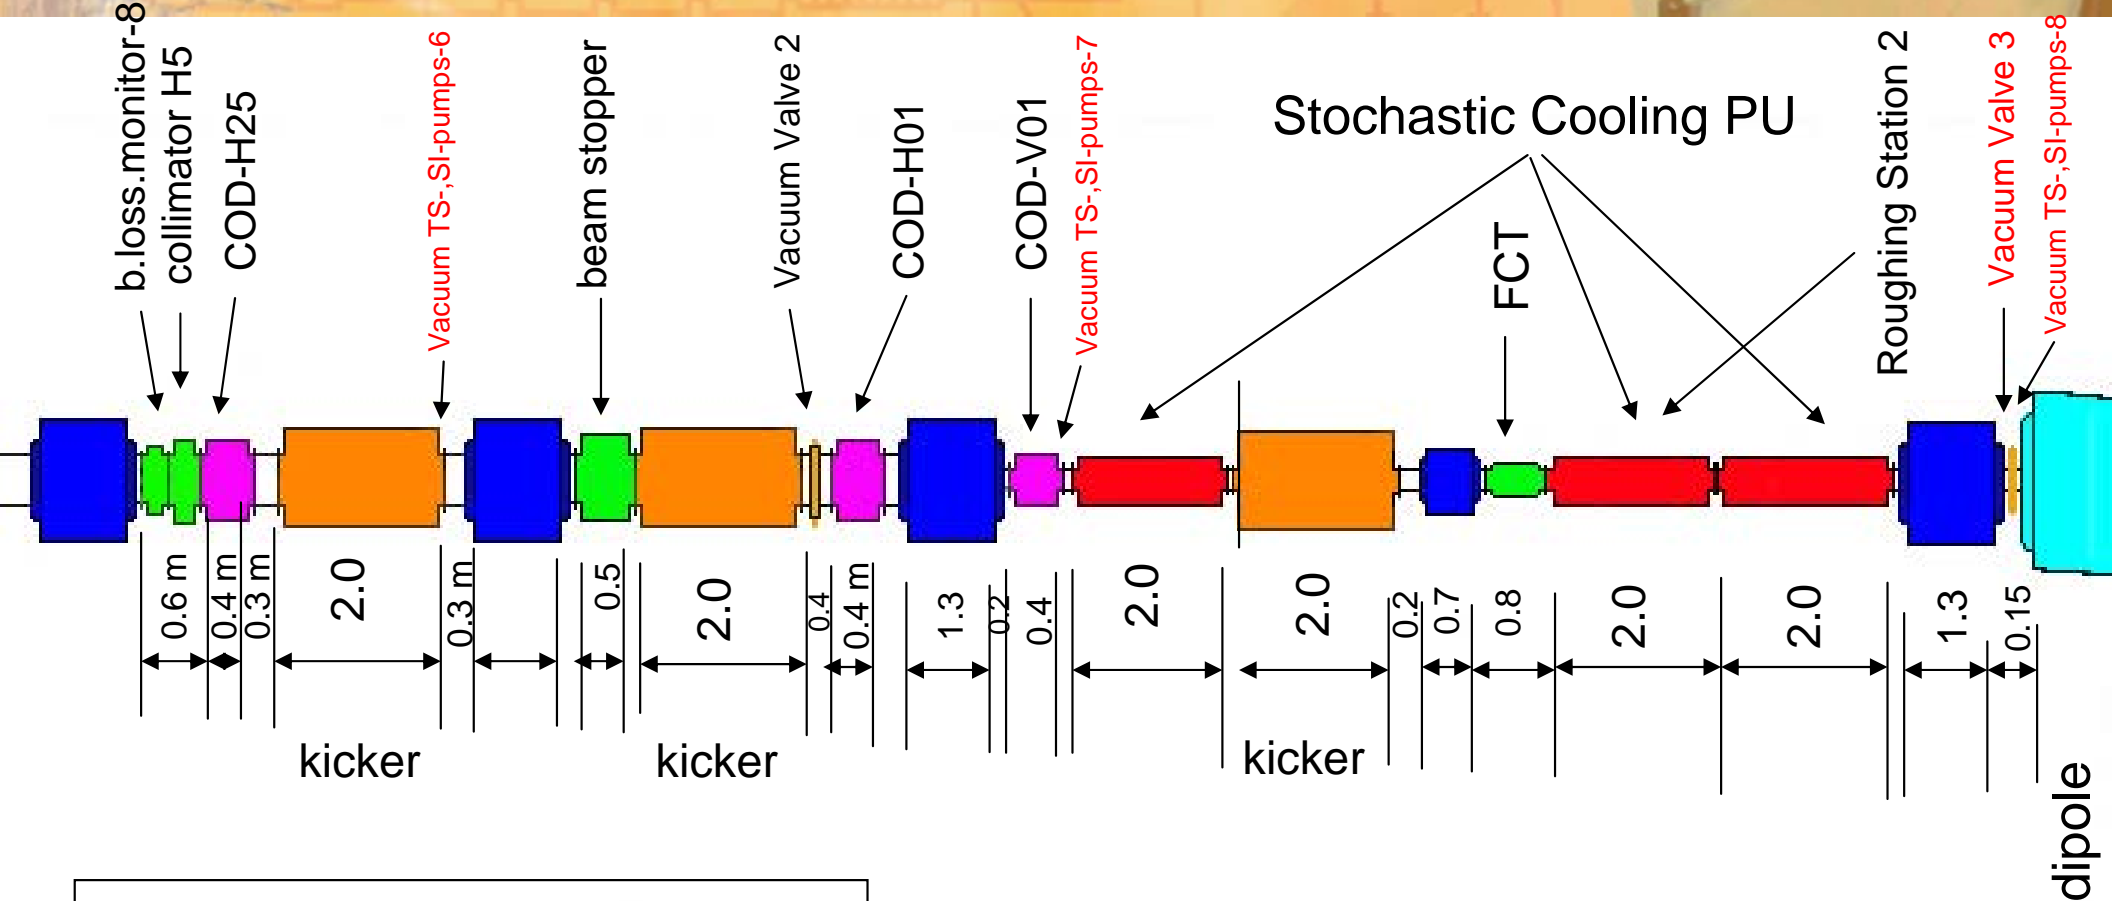 b.loss.monitor-8
collimator H5
COD-H25
Vacuum TS-,SI-pumps-6
beam stopper
Vacuum Valve 2
COD-H01
COD-V01
Vacuum TS-,SI-pumps-7
Stochastic Cooling PU
FCT
Roughing Station 2
Vacuum Valve 3
Vacuum TS-,SI-pumps-8
0.6 m
0.4 m
0.3 m
2.0
0.3 m
0.5
2.0
0.4
0.4 m
1.3
0.2
0.4
2.0
2.0
0.2
0.7
0.8
2.0
2.0
1.3
0.15
kicker
kicker
kicker
dipole